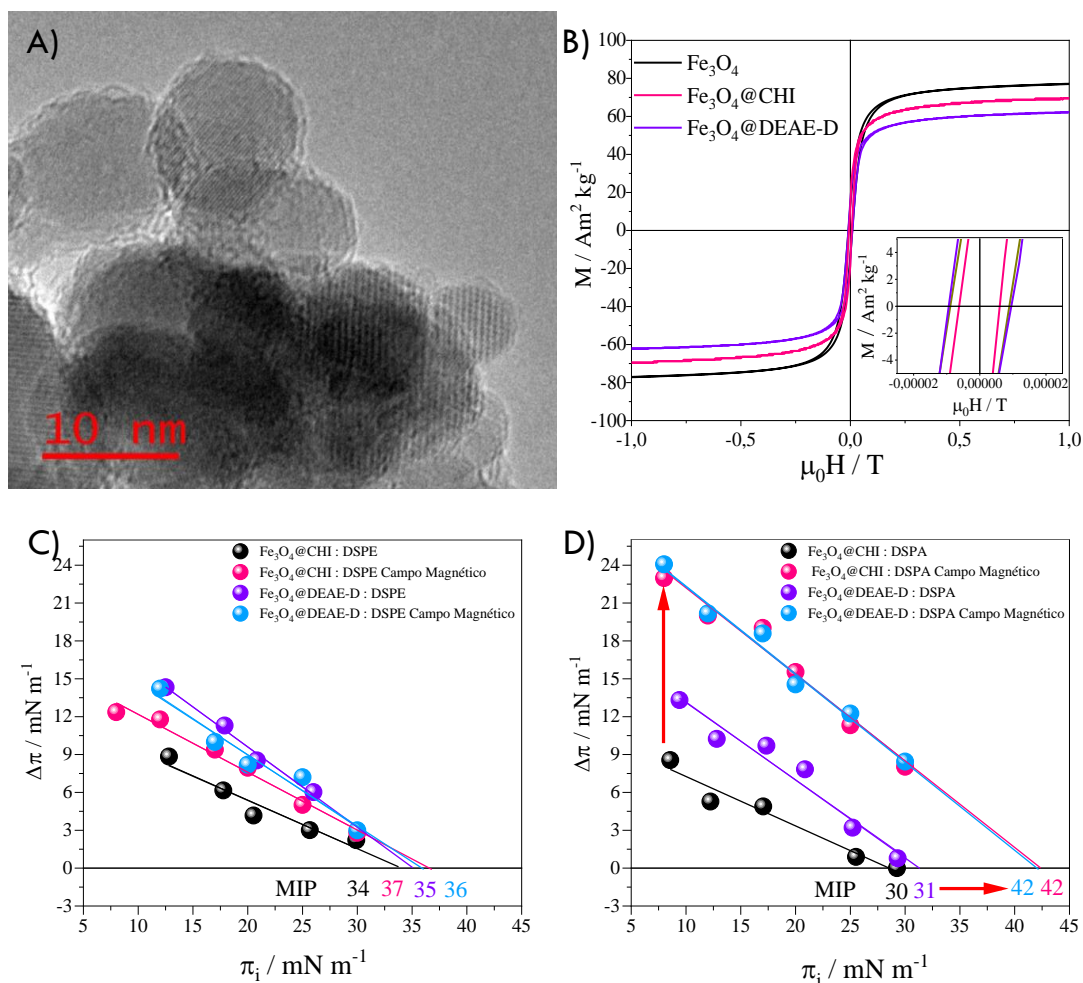 A)
10 nm
B)
Fe₃O₄
Fe₃O₄@CHI
Fe₃O₄@DEAE-D
M / Am² kg⁻¹
100
80
60
40
20
0
-20
-40
-60
-80
-100
-1,0 -0,5 0,0 0,5 1,0
μ₀H / T
M / Am² kg⁻¹
4
2
0
-2
-4
-0,00002 0,00000 0,00002
μ₀H / T
C)
Fe₃O₄@CHI : DSPE
Fe₃O₄@CHI : DSPE Campo Magnético
Fe₃O₄@DEAE-D : DSPE
Fe₃O₄@DEAE-D : DSPE Campo Magnético
Δπ / mN m⁻¹
24
21
18
15
12
9
6
3
0
-3
MIP 34 37 35 36
5 10 15 20 25 30 35 40 45
πᵢ / mN m⁻¹
D)
Fe₃O₄@CHI : DSPA
Fe₃O₄@CHI : DSPA Campo Magnético
Fe₃O₄@DEAE-D : DSPA
Fe₃O₄@DEAE-D : DSPA Campo Magnético
Δπ / mN m⁻¹
24
21
18
15
12
9
6
3
0
-3
MIP 30 31 42 42
5 10 15 20 25 30 35 40 45
πᵢ / mN m⁻¹